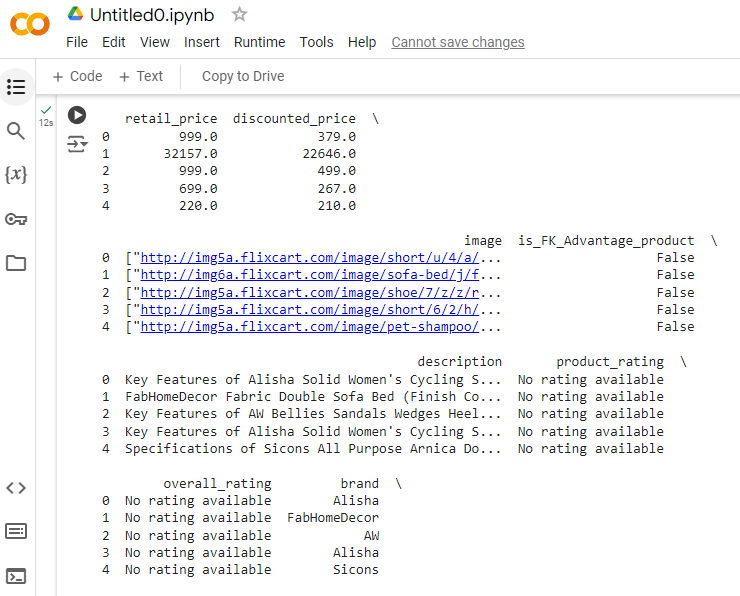 Untitled0.ipynb
File Edit View Insert Runtime Tools Help Cannot save changes
+ Code + Text Copy to Drive
12s
retail_price discounted_price \
0 999.0 379.0
1 32157.0 22646.0
2 999.0 499.0
3 699.0 267.0
4 220.0 210.0
image is_FK_Advantage_product \
0 ["http://img5a.flixcart.com/image/short/u/4/a/... False
1 ["http://img6a.flixcart.com/image/sofa-bed/j/f... False
2 ["http://img5a.flixcart.com/image/shoe/7/z/z/r... False
3 ["http://img5a.flixcart.com/image/short/6/2/h/... False
4 ["http://img5a.flixcart.com/image/pet-shampoo/... False
description product_rating \
0 Key Features of Alisha Solid Women's Cycling S... No rating available
1 FabHomeDecor Fabric Double Sofa Bed (Finish Co... No rating available
2 Key Features of AW Bellies Sandals Wedges Heel... No rating available
3 Key Features of Alisha Solid Women's Cycling S... No rating available
4 Specifications of Sicons All Purpose Arnica Do... No rating available
overall_rating brand \
0 No rating available Alisha
1 No rating available FabHomeDecor
2 No rating available AW
3 No rating available Alisha
4 No rating available Sicons